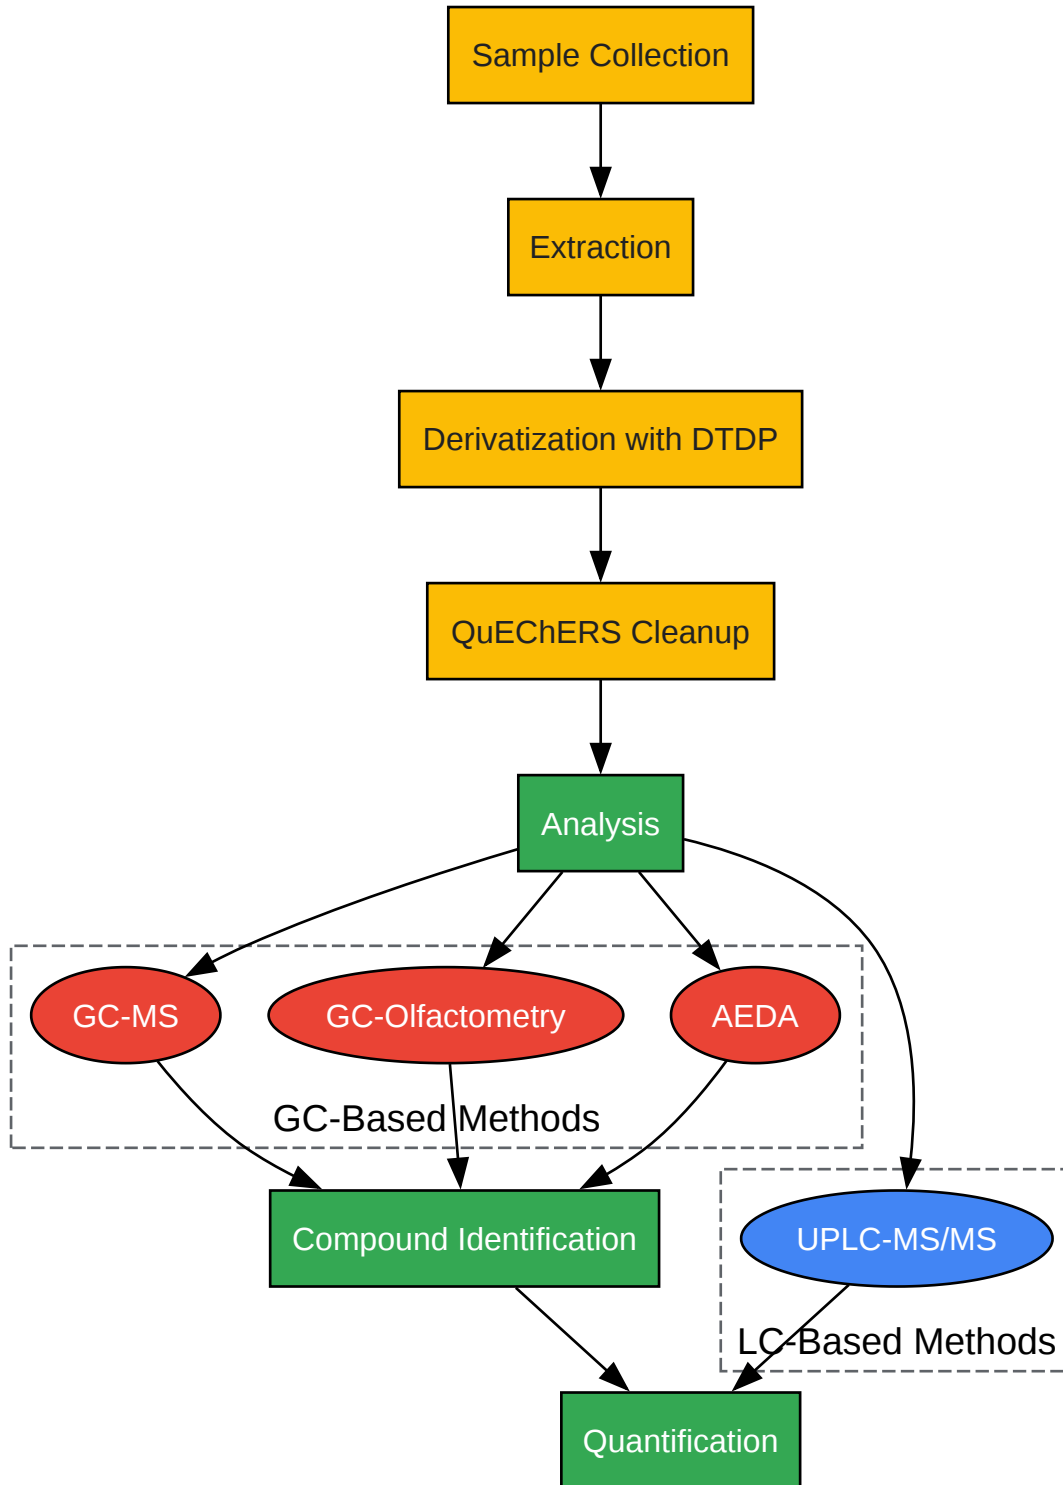 Sample Collection
Extraction
Derivatization with DTDP
QuEChERS Cleanup
Analysis
GC-MS
GC-Olfactometry
AEDA
GC-Based Methods
Compound Identification
UPLC-MS/MS
LC-Based Methods
Quantification